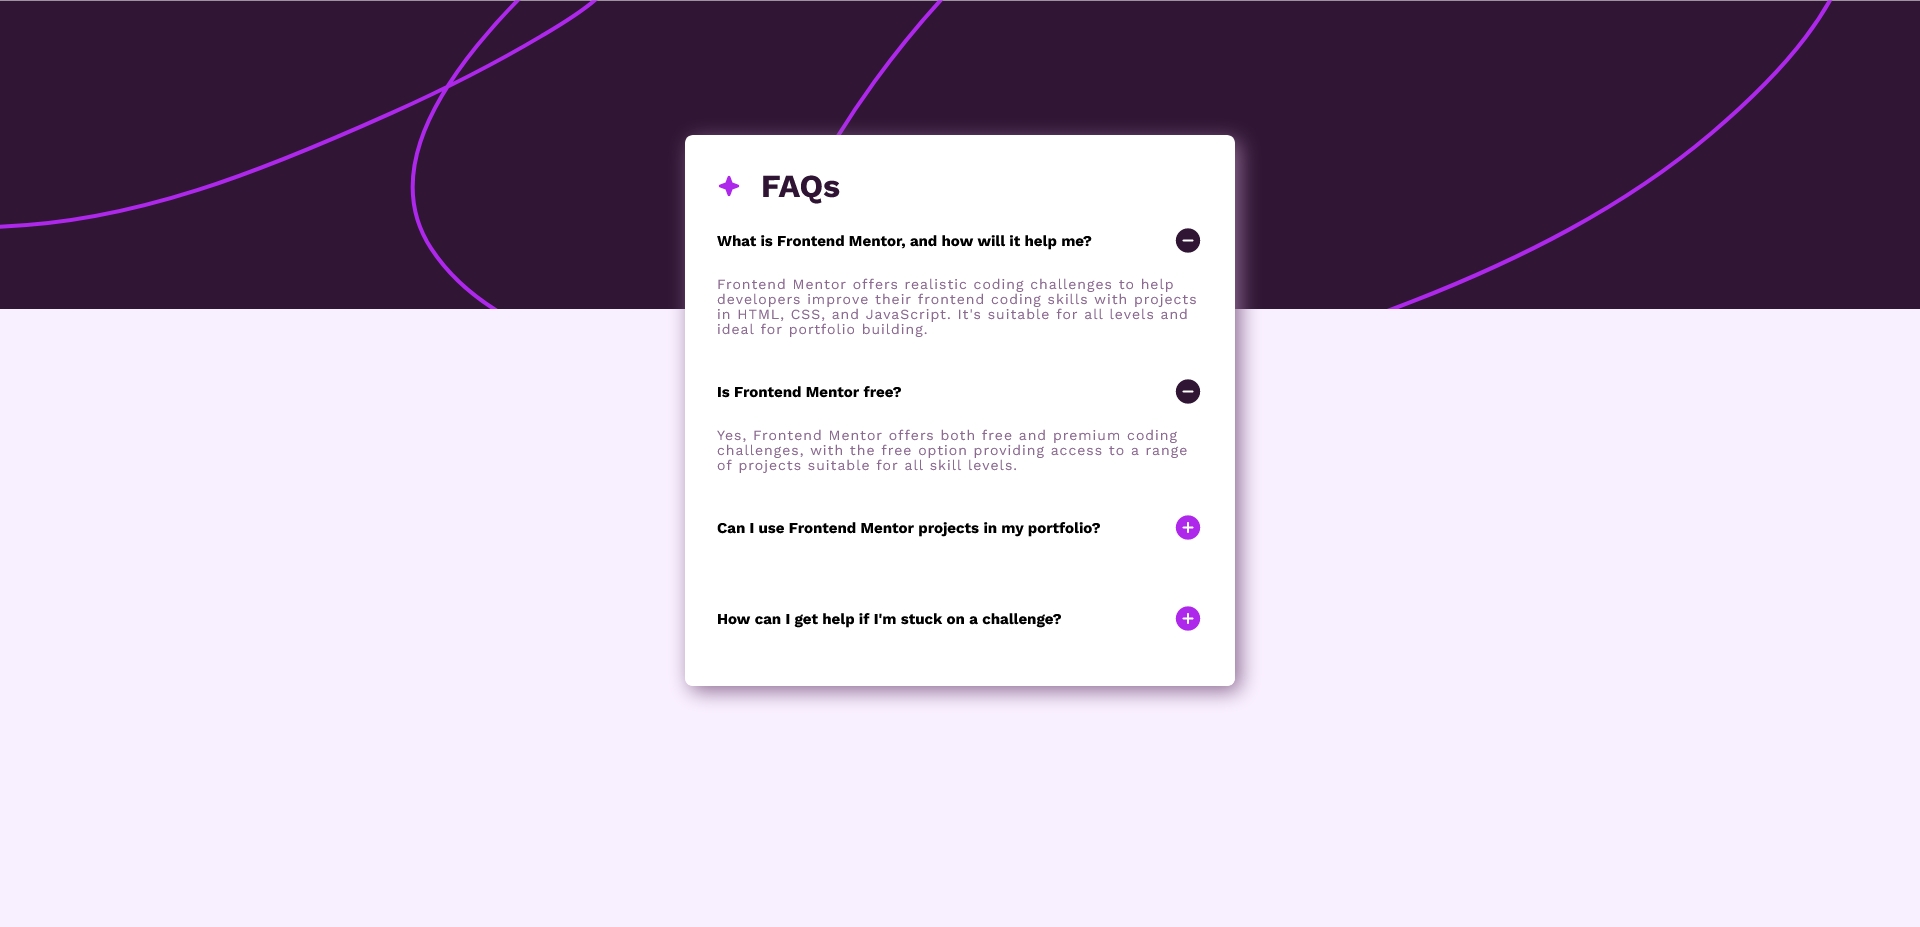 FAQs
What is Frontend Mentor, and how will it help me?
Frontend Mentor offers realistic coding challenges to help
developers improve their frontend coding skills with projects
in HTML, CSS, and JavaScript. It's suitable for all levels and
ideal for portfolio building.
Is Frontend Mentor free?
Yes, Frontend Mentor offers both free and premium coding
challenges, with the free option providing access to a range
of projects suitable for all skill levels.
Can I use Frontend Mentor projects in my portfolio?
How can I get help if I'm stuck on a challenge?